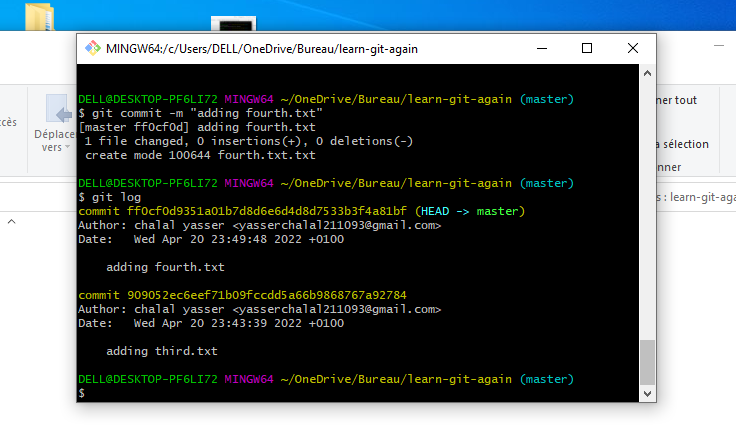 MINGW64:/c/Users/DELL/OneDrive/Bureau/learn-git-again
DELL@DESKTOP-PF6LI72 MINGW64 ~/OneDrive/Bureau/learn-git-again (master)
$ git commit -m "adding fourth.txt"
[master ff0cf0d] adding fourth.txt
 1 file changed, 0 insertions(+), 0 deletions(-)
 create mode 100644 fourth.txt.txt
DELL@DESKTOP-PF6LI72 MINGW64 ~/OneDrive/Bureau/learn-git-again (master)
$ git log
commit ff0cf0d9351a01b7d8d6e6d4d8d7533b3f4a81bf (HEAD -> master)
Author: chalal yasser <yasserchalal211093@gmail.com>
Date:   Wed Apr 20 23:49:48 2022 +0100
    adding fourth.txt
commit 909052ec6eef71b09fccdd5a66b9868767a92784
Author: chalal yasser <yasserchalal211093@gmail.com>
Date:   Wed Apr 20 23:43:39 2022 +0100
    adding third.txt
DELL@DESKTOP-PF6LI72 MINGW64 ~/OneDrive/Bureau/learn-git-again (master)
$
cès
Déplace
vers
ner tout
a sélection
nner
s : learn-git-aga